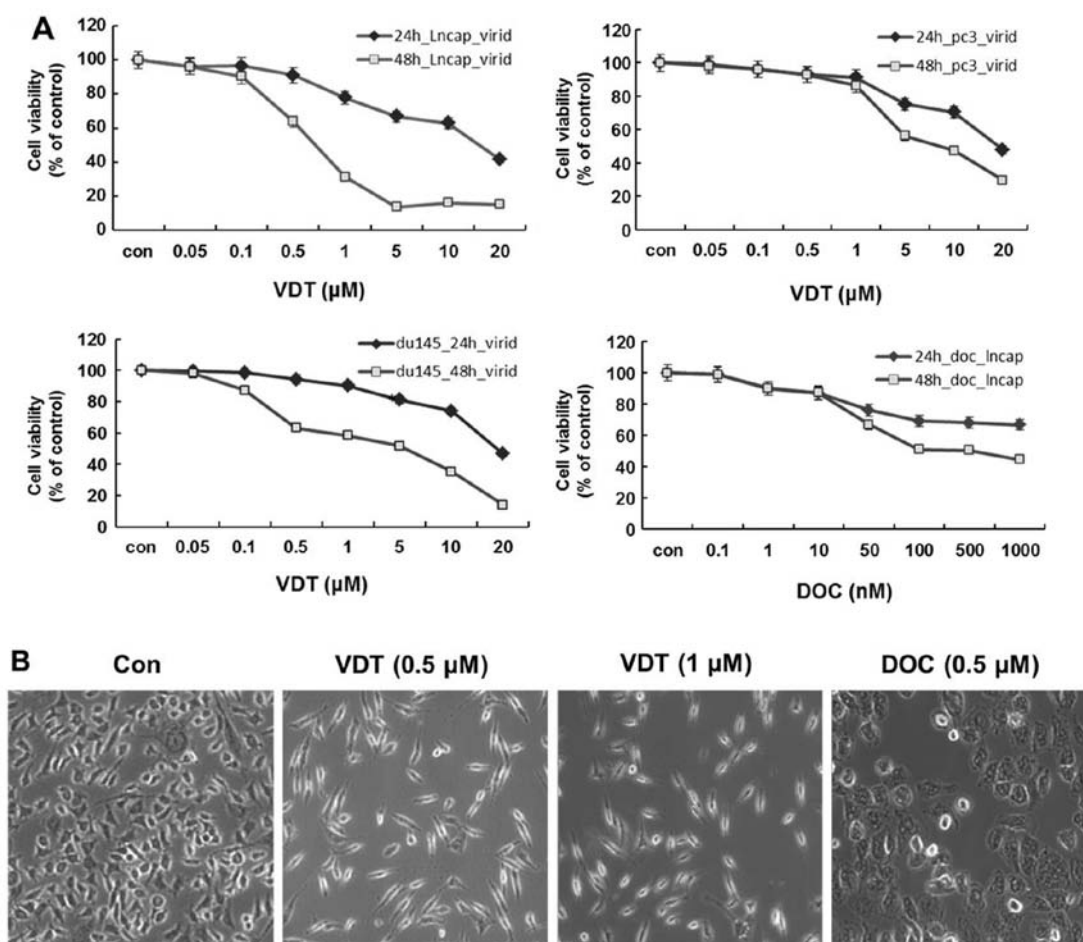 A
120
100
80
60
40
20
0
Cell viability
(% of control)
24h_Lncap_virid
48h_Lncap_virid
con 0.05 0.1 0.5 1 5 10 20
VDT (µM)
120
100
80
60
40
20
0
Cell viability
(% of control)
24h_pc3_virid
48h_pc3_virid
con 0.05 0.1 0.5 1 5 10 20
VDT (µM)
120
100
80
60
40
20
0
Cell viability
(% of control)
du145_24h_virid
du145_48h_virid
con 0.05 0.1 0.5 1 5 10 20
VDT (µM)
120
100
80
60
40
20
0
Cell viability
(% of control)
24h_doc_lncap
48h_doc_lncap
con 0.1 1 10 50 100 500 1000
DOC (nM)
B
Con
VDT (0.5 µM)
VDT (1 µM)
DOC (0.5 µM)